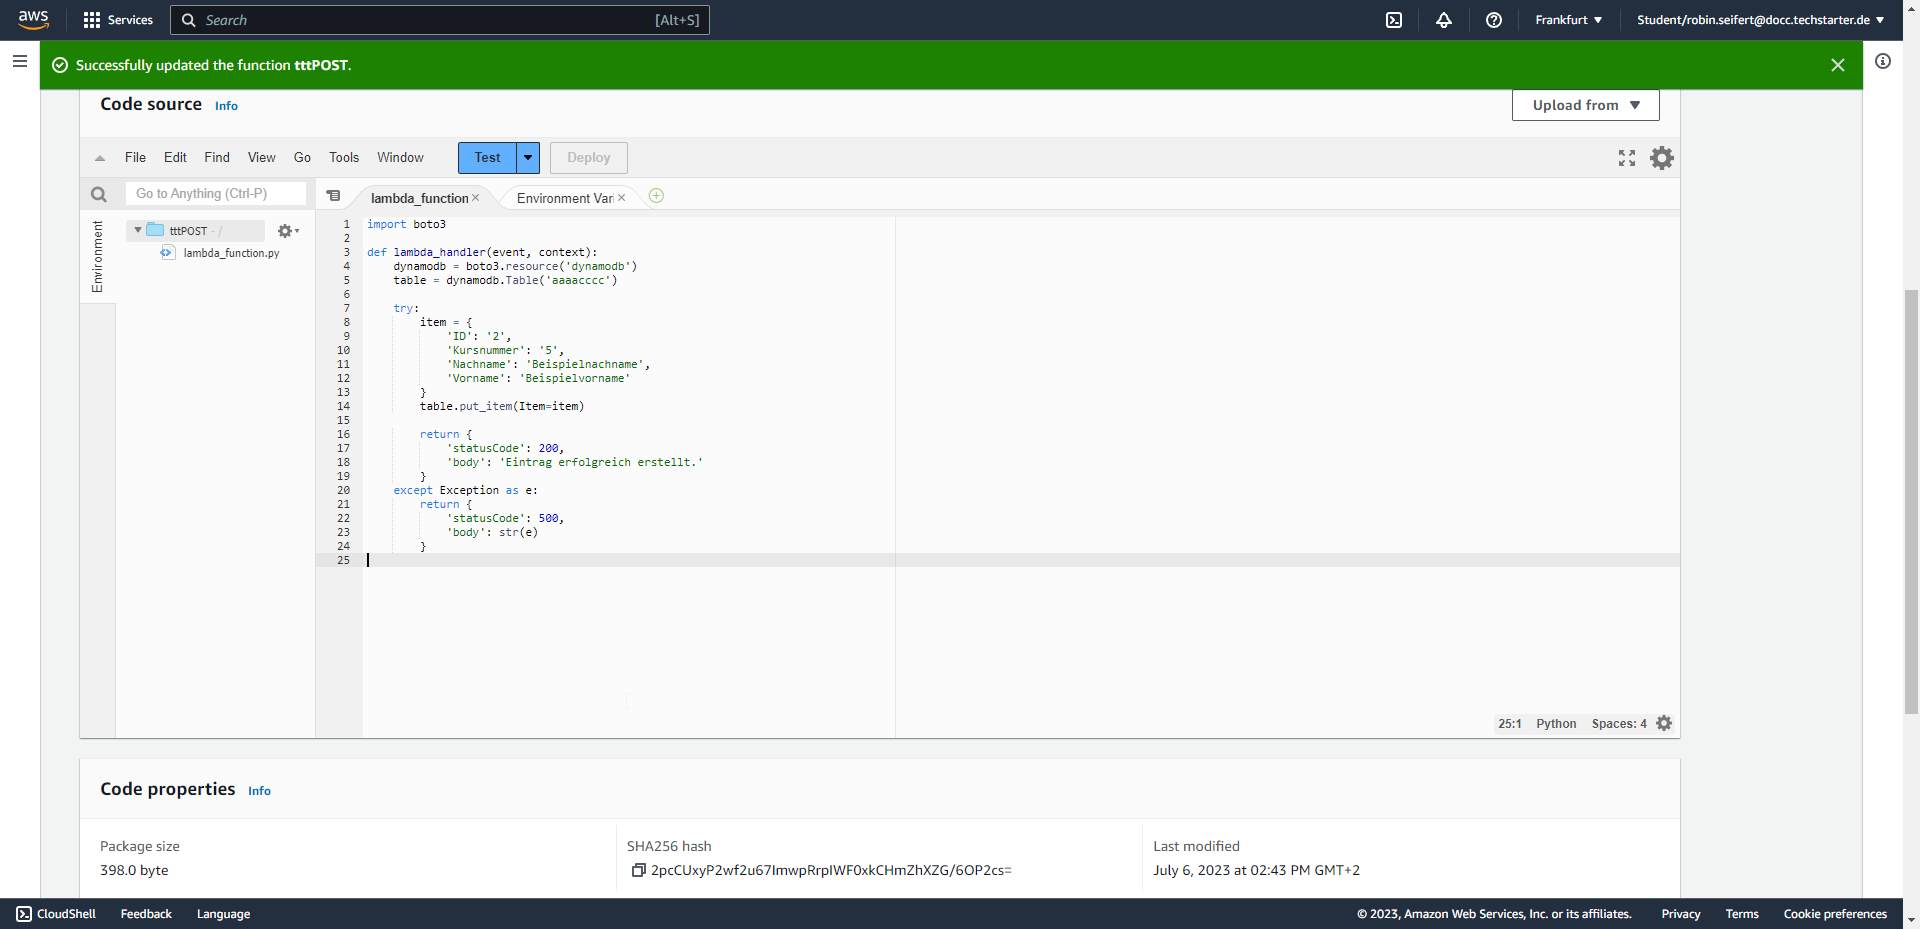 aws
Services
Search
[Alt+S]
Frankfurt
Student/robin.seifert@docc.techstarter.de
Successfully updated the function tttPOST.
Code source
Info
Upload from
File
Edit
Find
View
Go
Tools
Window
Test
Deploy
Go to Anything (Ctrl-P)
lambda_function
Environment Vari
Environment
tttPOST - /
lambda_function.py
1 import boto3
2
3 def lambda_handler(event, context):
4 dynamodb = boto3.resource('dynamodb')
5 table = dynamodb.Table('aaaacccc')
6
7 try:
8 item = {
9 'ID': '2',
10 'Kursnummer': '5',
11 'Nachname': 'Beispielnachname',
12 'Vorname': 'Beispielvorname'
13 }
14 table.put_item(Item=item)
15
16 return {
17 'statusCode': 200,
18 'body': 'Eintrag erfolgreich erstellt.'
19 }
20 except Exception as e:
21 return {
22 'statusCode': 500,
23 'body': str(e)
24 }
25
25:1
Python
Spaces: 4
Code properties
Info
Package size
398.0 byte
SHA256 hash
2pcCUxyP2wf2u67ImwpRrpIWF0xkCHmZhXZG/6OP2cs=
Last modified
July 6, 2023 at 02:43 PM GMT+2
CloudShell
Feedback
Language
© 2023, Amazon Web Services, Inc. or its affiliates.
Privacy
Terms
Cookie preferences